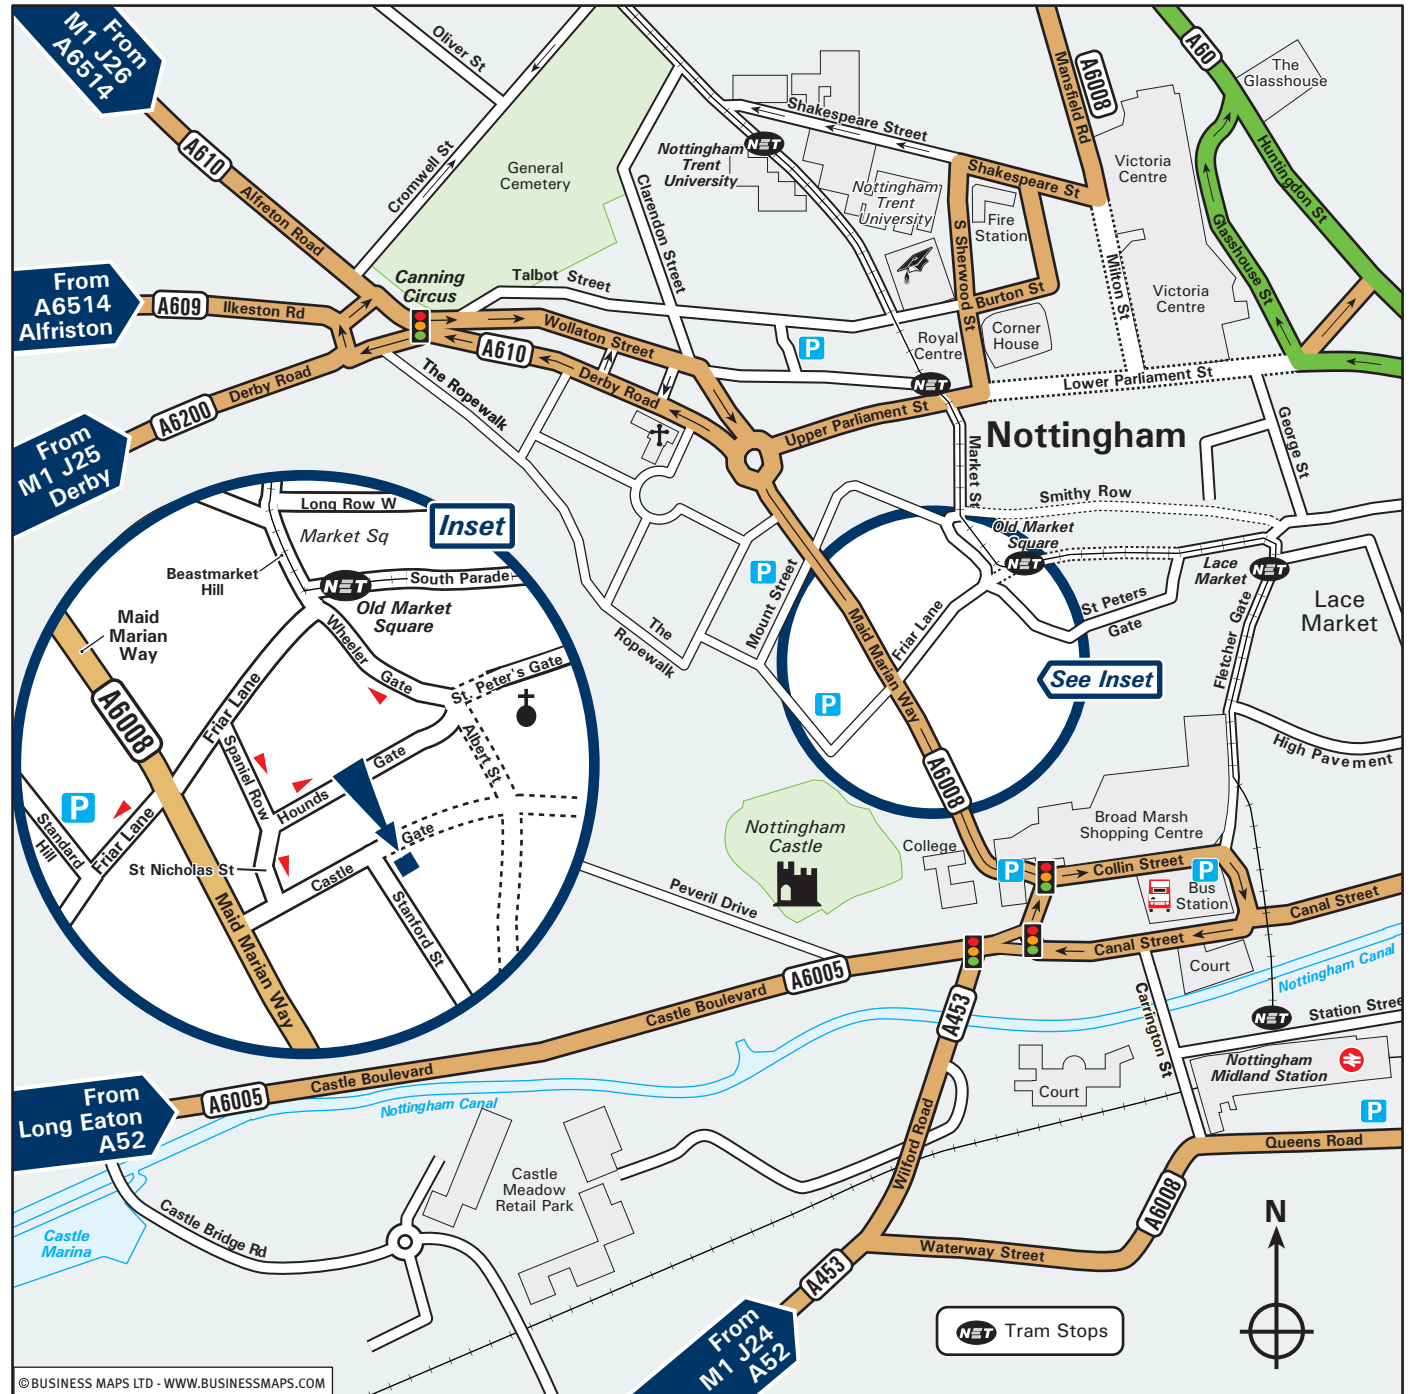 From
M1 J26
A6514
Oliver St
A60
The
Glasshouse
A6008
Mansfield Rd
Shakespeare Street
A610
Cromwell St
General
Cemetery
Nottingham
Trent
University
NET
Nottingham
Trent
University
Shakespeare St
Victoria
Centre
Huntingdon St
Alfreton Road
Clarendon Street
Fire
Station
S Sherwood St
Glasshouse St
Milton St
From
A6514
Alfriston
A609
Ilkeston Rd
Canning
Circus
Talbot Street
Burton St
Victoria
Centre
Wollaton Street
P
Royal
Centre
Corner
House
A610
Derby Road
NET
Lower Parliament St
Derby Road
The Ropewalk
A6200
Upper Parliament St
From
M1 J25
Derby
Nottingham
Market St
George St
Smithy Row
Old Market
Square
NET
Lace
Market
NET
Lace
Market
P
Mount Street
Friar Lane
St Peters
Gate
Fletcher Gate
The
Ropewalk
Maid Marian Way
See Inset
P
High Pavement
A6008
Inset
Long Row W
Market Sq
Beastmarket
Hill
NET
South Parade
Old Market
Square
Maid
Marian
Way
Wheeler
Gate
St. Peter's Gate
A6008
Friar Lane
Spaniel Row
Albert St
Gate
Hounds
P
Standard
Hill
Friar Lane
St Nicholas St
Castle
Gate
Stanford St
Maid Marian Way
Nottingham
Castle
College
Broad Marsh
Shopping Centre
P
Collin Street
P
Bus
Station
Peveril Drive
Canal Street
Canal Street
Court
Nottingham Canal
A6005
Castle Boulevard
A453
Carrington St
NET
Station Stree
Nottingham
Midland Station
Court
P
From
Long Eaton
A52
A6005
Castle Boulevard
Nottingham Canal
Wilford Road
Queens Road
Castle
Meadow
Retail Park
A6008
Castle
Marina
Castle Bridge Rd
Waterway Street
N
A453
From
M1 J24
A52
NET Tram Stops
©BUSINESS MAPS LTD - WWW.BUSINESSMAPS.COM